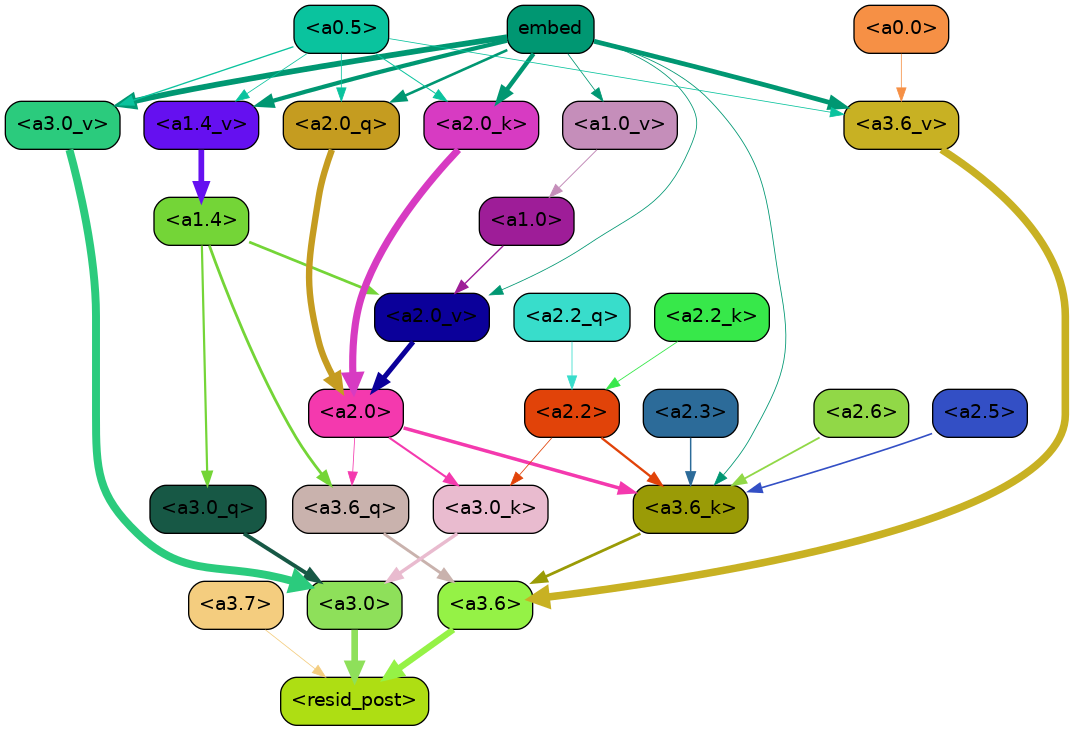 <a0.5> embed <a0.0>
<a3.0_v> <a1.4_v> <a2.0_q> <a2.0_k> <a1.0_v> <a3.6_v>
<a1.4> <a1.0>
<a2.0_v> <a2.2_q> <a2.2_k>
<a2.0> <a2.2> <a2.3> <a2.6> <a2.5>
<a3.0_q> <a3.6_q> <a3.0_k> <a3.6_k>
<a3.7> <a3.0> <a3.6>
<resid_post>